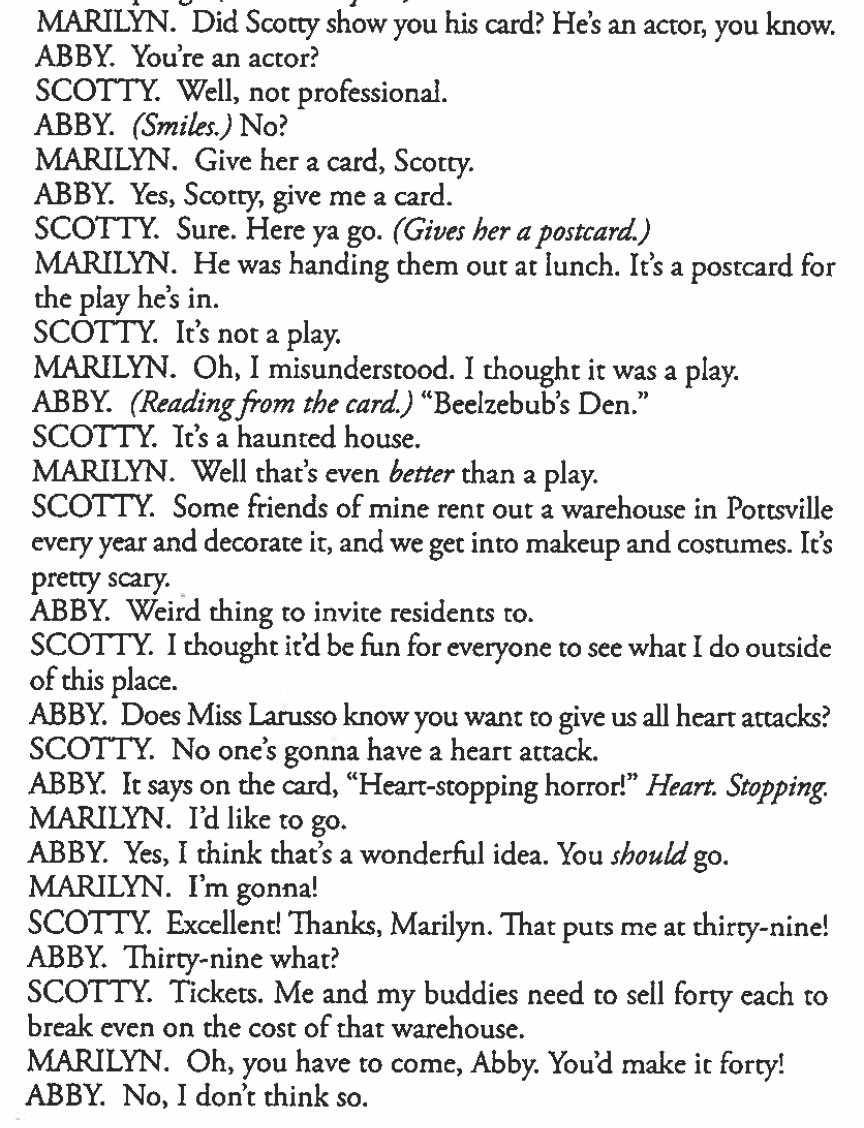 MARILYN. Did Scotty show you his card? He's an actor, you know.
ABBY. You're an actor?
SCOTTY. Well, not professional.
ABBY. (Smiles.) No?
MARILYN. Give her a card, Scotty.
ABBY. Yes, Scotty, give me a card.
SCOTTY. Sure. Here ya go. (Gives her a postcard.)
MARILYN. He was handing them out at lunch. It's a postcard for
the play he's in.
SCOTTY. It's not a play.
MARILYN. Oh, I misunderstood. I thought it was a play.
ABBY. (Reading from the card.) “Beelzebub's Den.”
SCOTTY. It's a haunted house.
MARILYN. Well that's even better than a play.
SCOTTY. Some friends of mine rent out a warehouse in Pottsville
every year and decorate it, and we get into makeup and costumes. It's
pretty scary.
ABBY. Weird thing to invite residents to.
SCOTTY. I thought it'd be fun for everyone to see what I do outside
of this place.
ABBY. Does Miss Larusso know you want to give us all heart attacks?
SCOTTY. No one's gonna have a heart attack.
ABBY. It says on the card, “Heart-stopping horror!” Heart. Stopping.
MARILYN. I'd like to go.
ABBY. Yes, I think that's a wonderful idea. You should go.
MARILYN. I'm gonna!
SCOTTY. Excellent! Thanks, Marilyn. That puts me at thirty-nine!
ABBY. Thirty-nine what?
SCOTTY. Tickets. Me and my buddies need to sell forty each to
break even on the cost of that warehouse.
MARILYN. Oh, you have to come, Abby. You'd make it forty!
ABBY. No, I don't think so.